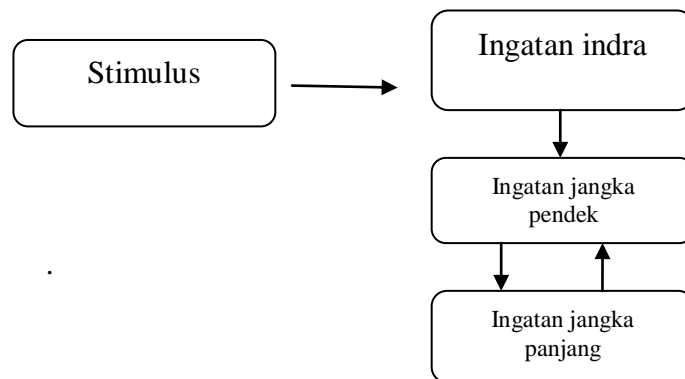 Stimulus
Ingatan indra
Ingatan jangka
pendek
.
Ingatan jangka
panjang